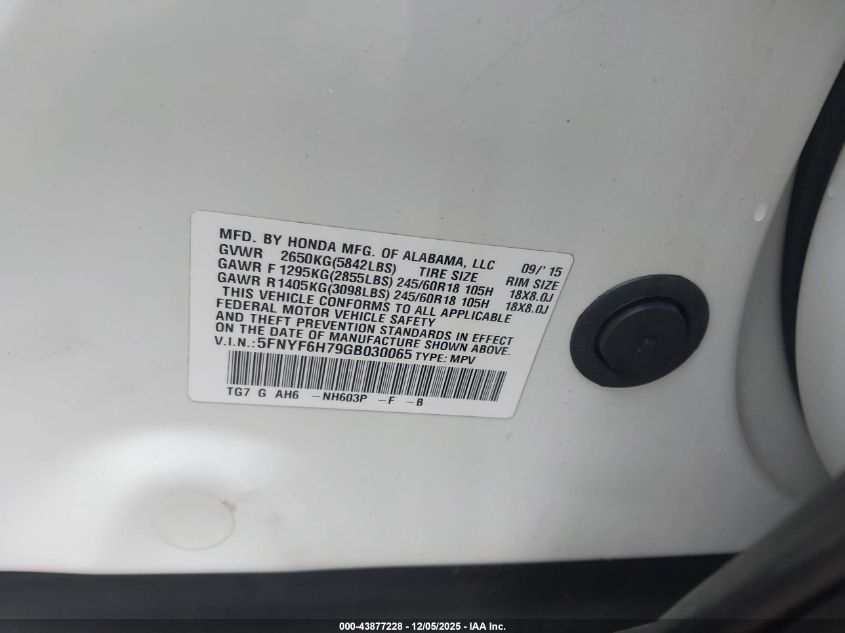 MFD. BY HONDA MFG. OF ALABAMA, LLC 09/'15
GVWR 2650KG(5842LBS) TIRE SIZE RIM SIZE
GAWR F 1295KG(2855LBS) 245/60R18 105H 18X8.0J
GAWR R 1405KG(3098LBS) 245/60R18 105H 18X8.0J
THIS VEHICLE CONFORMS TO ALL APPLICABLE
FEDERAL MOTOR VEHICLE SAFETY
AND THEFT PREVENTION STANDARDS IN EFFECT
ON THE DATE OF MANUFACTURE SHOWN ABOVE.
V.I.N.: 5FNYF6H79GB030065 TYPE: MPV
TG7 G AH6 -NH603P -F -B
000-43877228 | 12/05/2025 - IAA Inc.